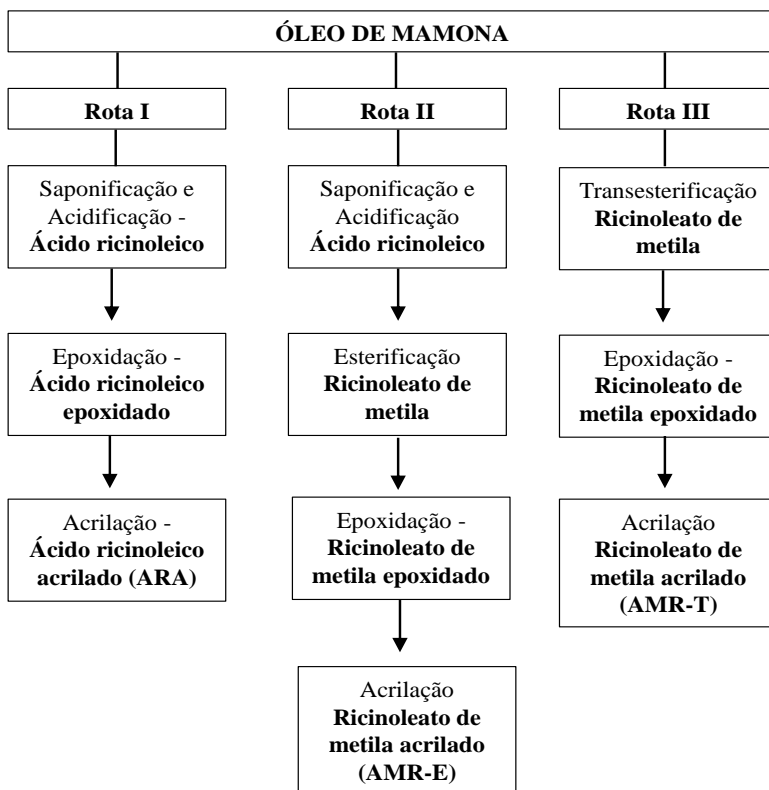 ÓLEO DE MAMONA
Rota I
Saponificação e
Acidificação -
Ácido ricinoleico
Epoxidação -
Ácido ricinoleico
epoxidado
Acrilação -
Ácido ricinoleico
acrilado (ARA)
Rota II
Saponificação e
Acidificação
Ácido ricinoleico
Esterificação
Ricinoleato de
metila
Epoxidação -
Ricinoleato de
metila epoxidado
Acrilação
Ricinoleato de
metila acrilado
(AMR-E)
Rota III
Transesterificação
Ricinoleato de
metila
Epoxidação -
Ricinoleato de
metila epoxidado
Acrilação
Ricinoleato de
metila acrilado
(AMR-T)